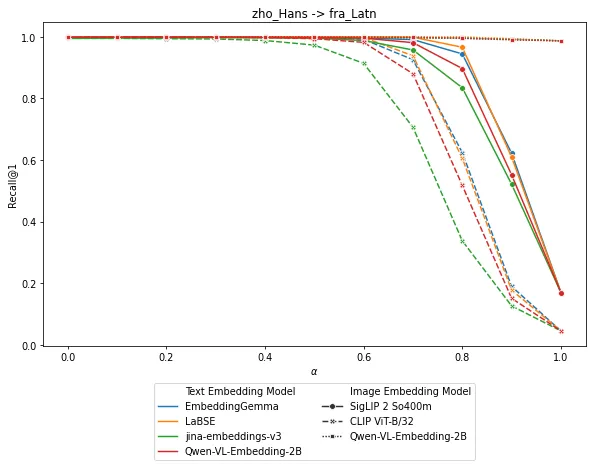 zho_Hans -> fra_Latn
Recall@1
1.0
0.8
0.6
0.4
0.2
0.0
0.0 0.2 0.4 0.6 0.8 1.0
α
Text Embedding Model
EmbeddingGemma
LaBSE
jina-embeddings-v3
Qwen-VL-Embedding-2B
Image Embedding Model
SigLIP 2 So400m
CLIP ViT-B/32
Qwen-VL-Embedding-2B